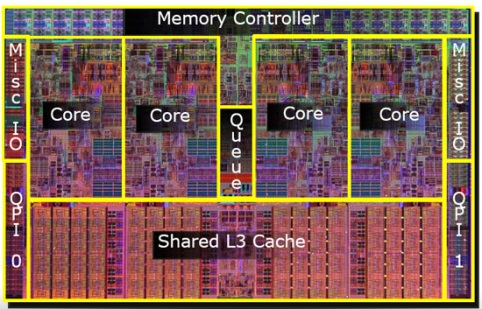 Memory Controller
Misc IO
Core
Core
Queue
Core
Core
Misc IO
QPI 0
Shared L3 Cache
QPI 1